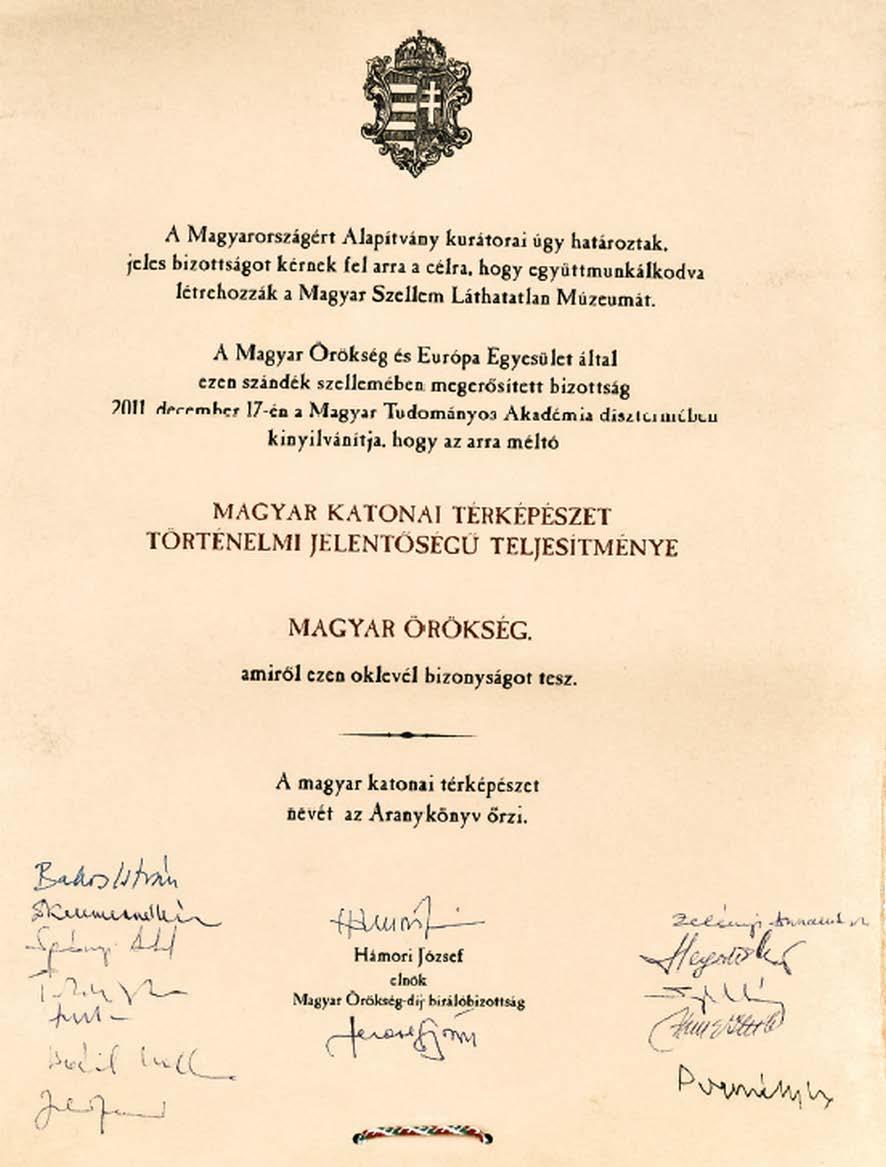 A Magyarországért Alapítvány kurátorai úgy határoztak,
jeles bizottságot kérnek fel arra a célra, hogy együttmunkálkodva
létrehozzák a Magyar Szellem Láthatatlan Múzeumát.
A Magyar Örökség és Európa Egyesület által
ezen szándék szellemében megerősített bizottság
2011. december 17-én a Magyar Tudományos Akadémia dísztermében
kinyilvánítja, hogy az arra méltó
MAGYAR KATONAI TÉRKÉPÉSZET
TÖRTÉNELMI JELENTŐSÉGŰ TELJESÍTMÉNYE
MAGYAR ÖRÖKSÉG,
amiről ezen oklevél bizonyságot tesz.
A magyar katonai térképészet
nevét az Aranykönyv őrzi.
Bakos István
Hámori József
elnök
Magyar Örökség-díj bírálóbizottság